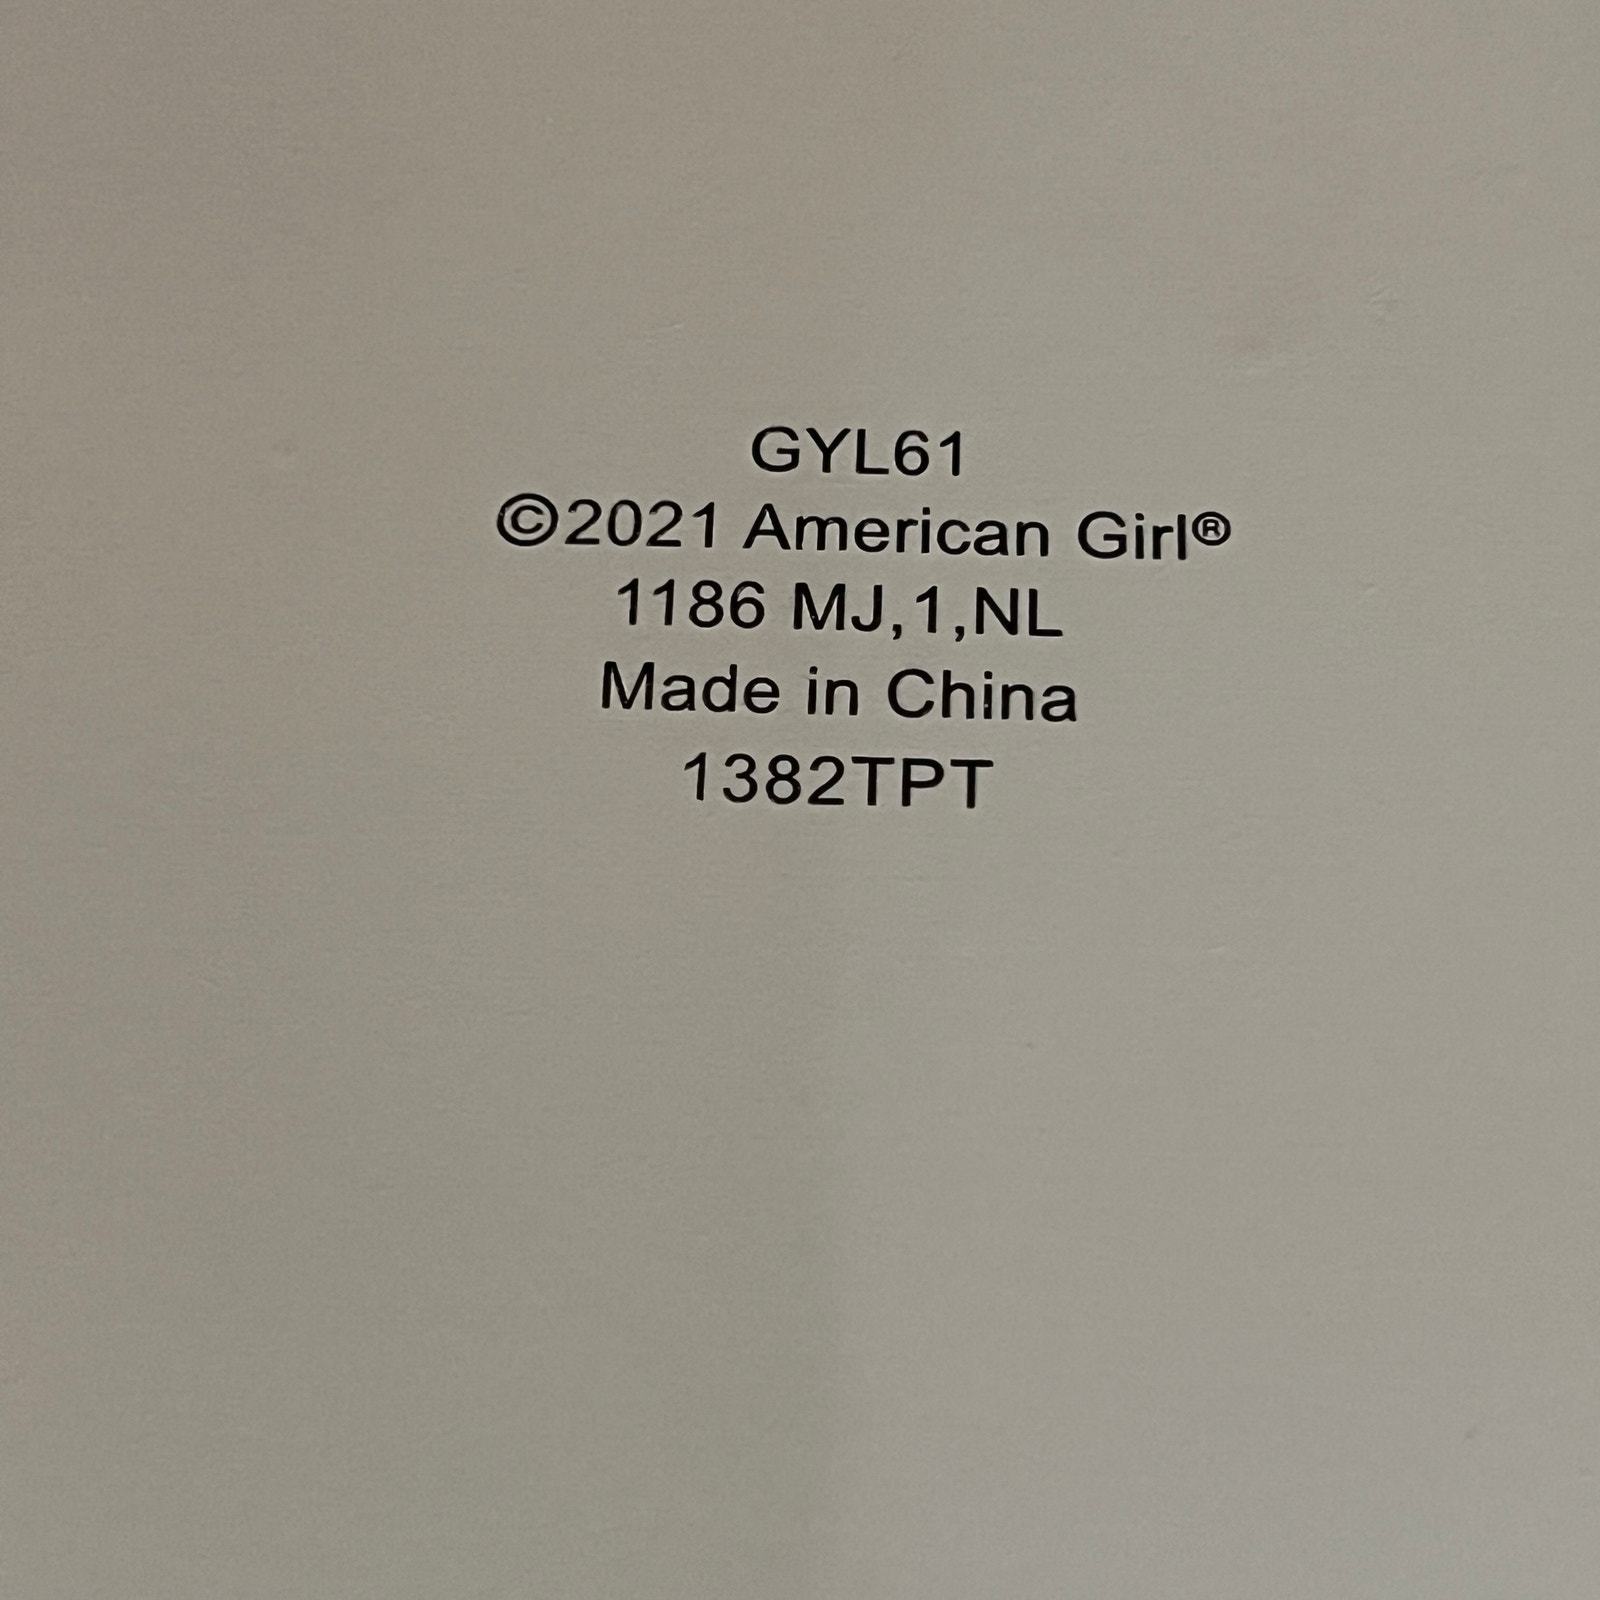 GYL61
©2021 American Girl®
1186 MJ,1,NL
Made in China
1382TPT